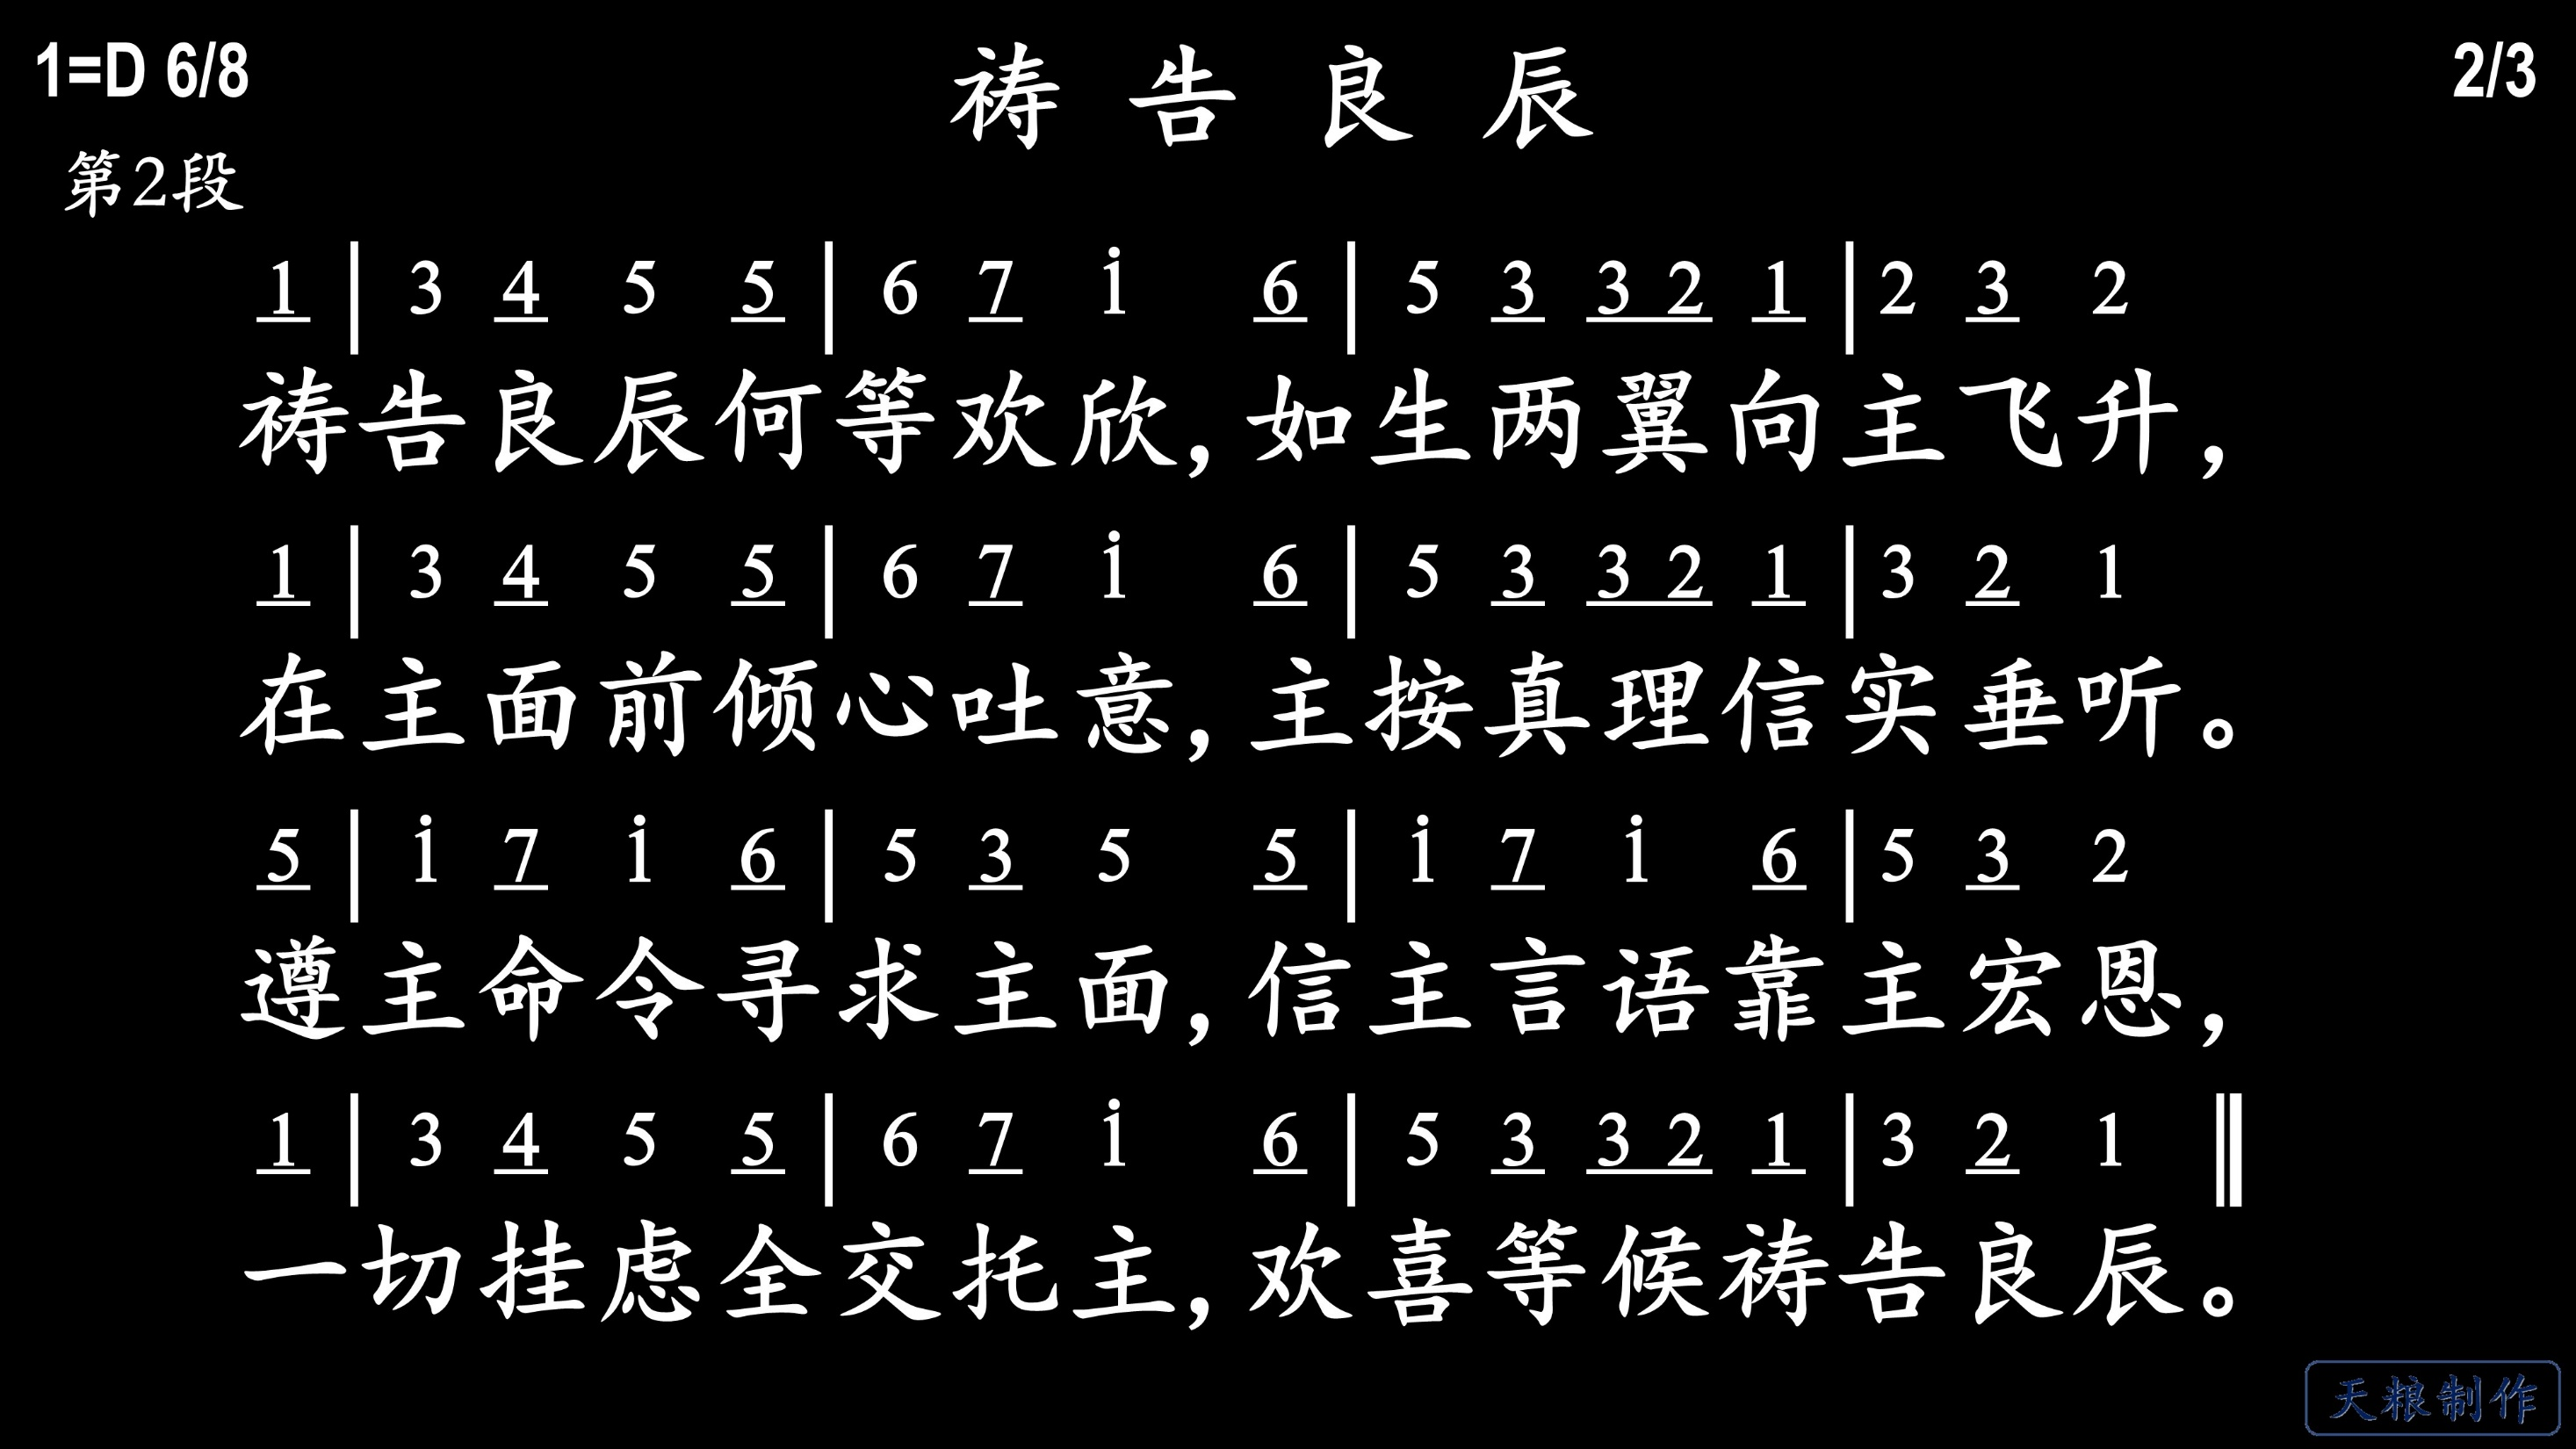 1=D 6/8
祷 告 良 辰
2/3
第2段
1 | 3 4 5 5 | 6 7 i 6 | 5 3 3 2 1 | 2 3 2
祷告良辰何等欢欣,如生两翼向主飞升,
1 | 3 4 5 5 | 6 7 i 6 | 5 3 3 2 1 | 3 2 1
在主面前倾心吐意,主按真理信实垂听。
5 | i 7 i 6 | 5 3 5 5 | i 7 i 6 | 5 3 2
遵主命令寻求主面,信主言语靠主宏恩,
1 | 3 4 5 5 | 6 7 i 6 | 5 3 3 2 1 | 3 2 1 ‖
一切挂虑全交托主,欢喜等候祷告良辰。
天粮制作